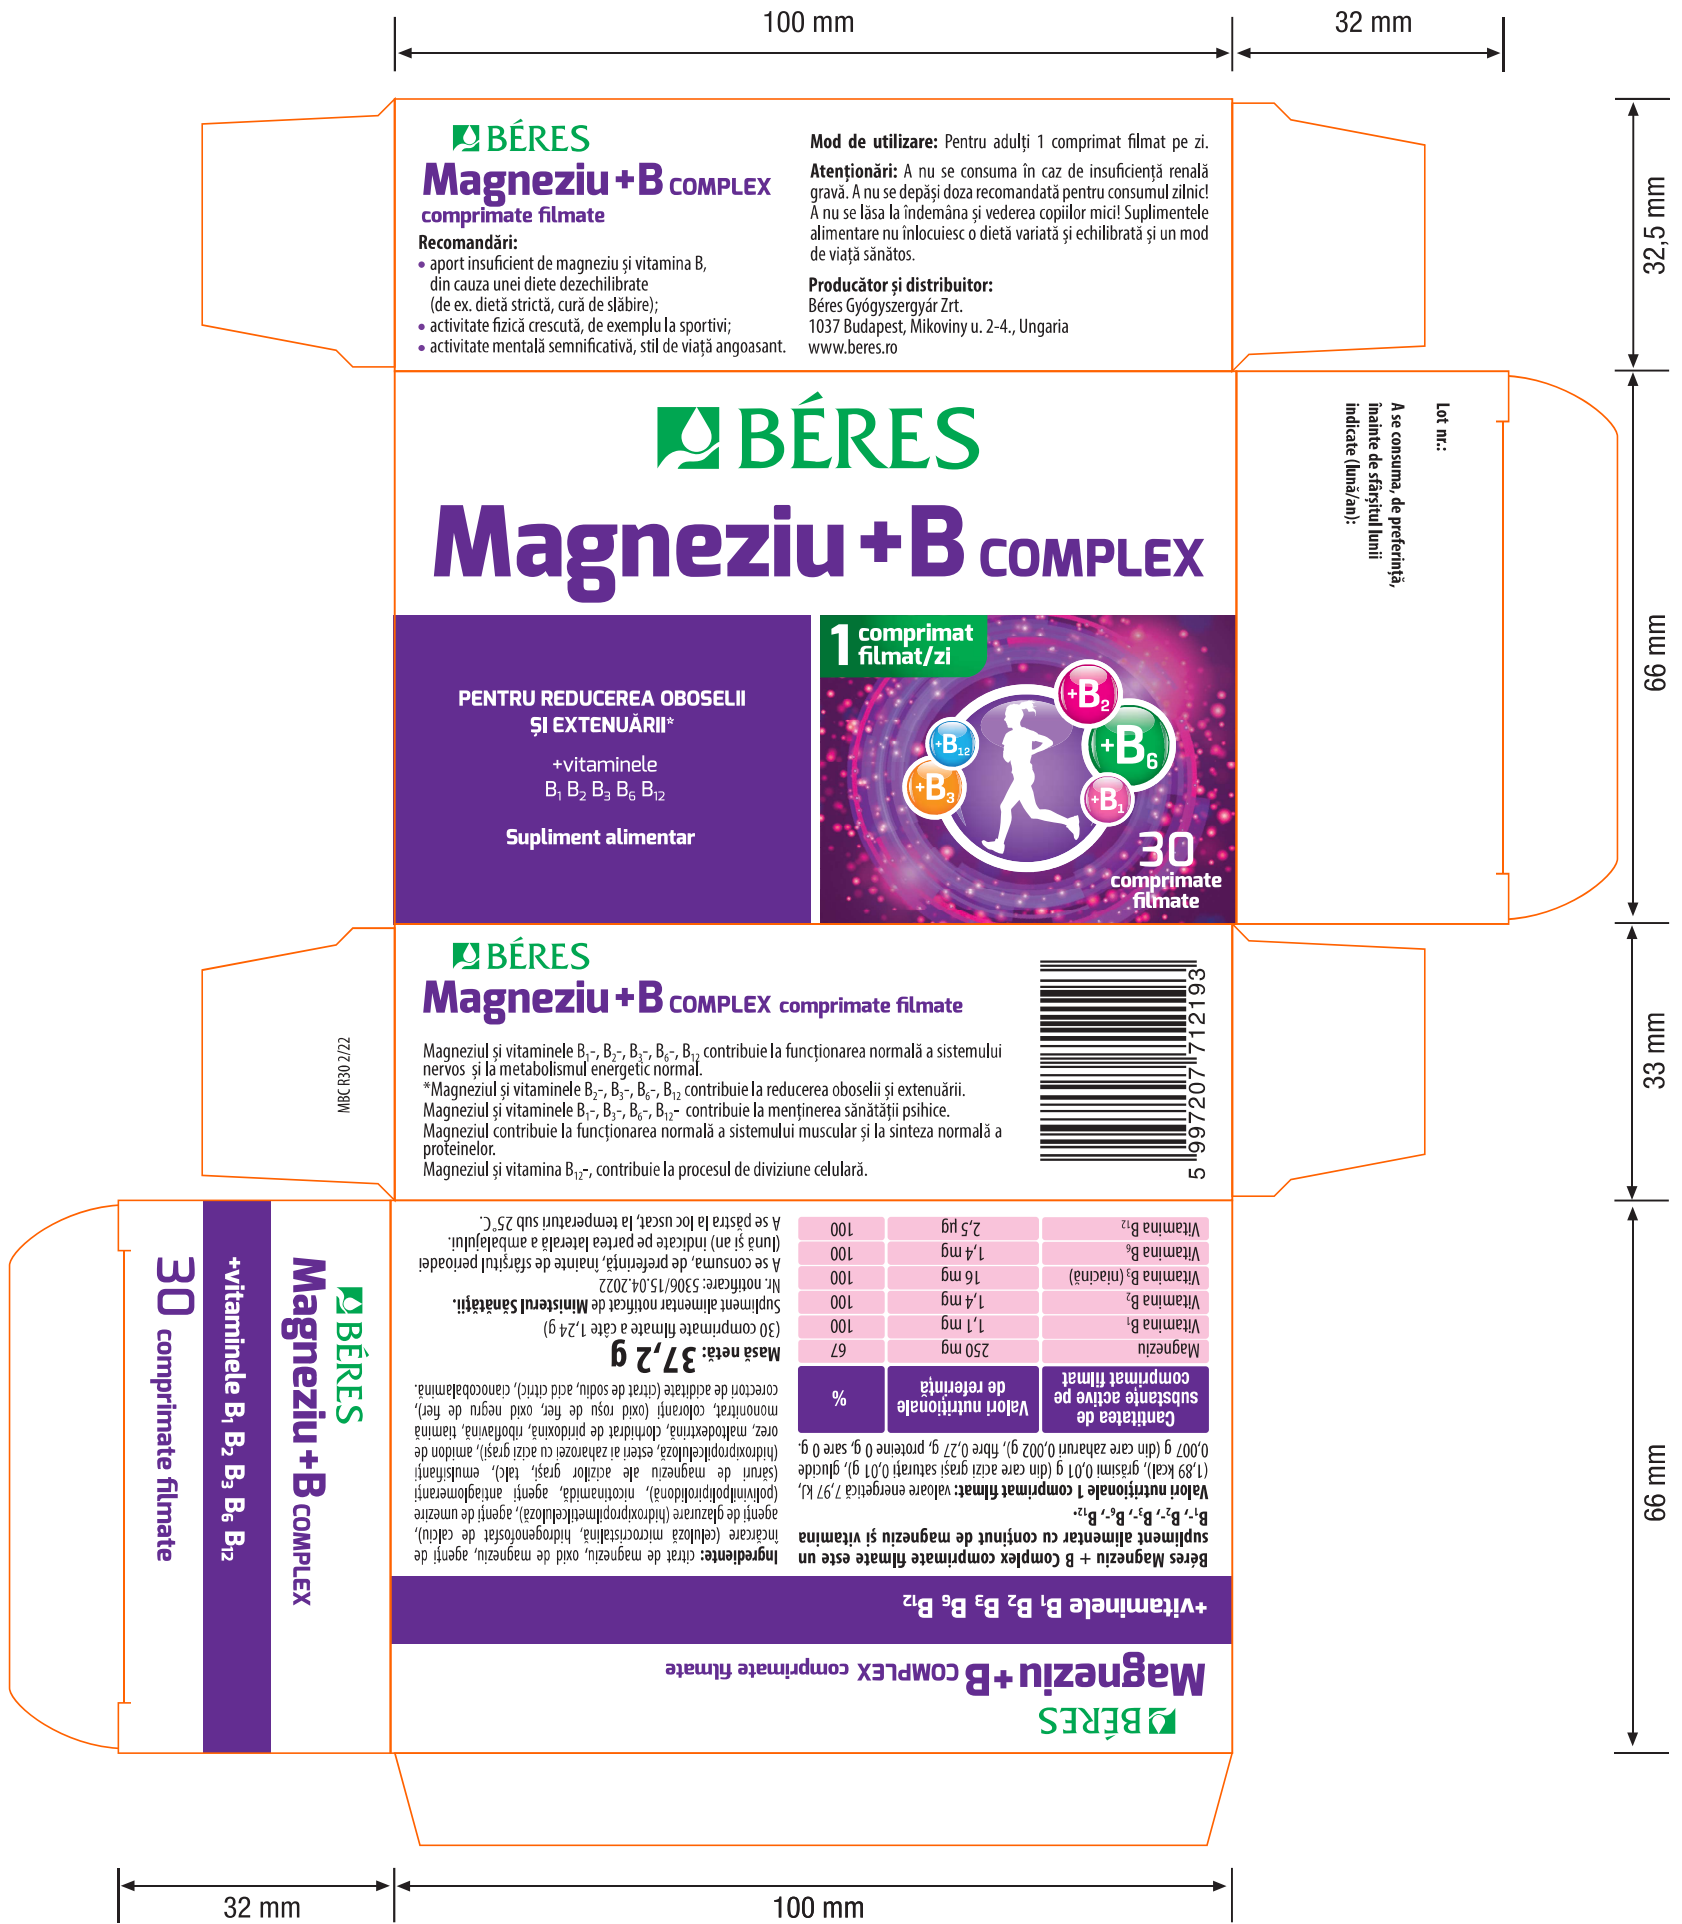 100 mm
32 mm
BÉRES
Magneziu+B COMPLEX
comprimate filmate
Recomandări:
• aport insuficient de magneziu și vitamina B,
din cauza unei diete dezechilibrate
(de ex. dietă strictă, cură de slăbire);
• activitate fizică crescută, de exemplu la sportivi;
• activitate mentală semnificativă, stil de viață angoasant.
Mod de utilizare: Pentru adulți 1 comprimat filmat pe zi.
Atenționări: A nu se consuma în caz de insuficiență renală
gravă. A nu se depăși doza recomandată pentru consumul zilnic!
A nu se lăsa la îndemâna și vederea copiilor mici! Suplimentele
alimentare nu înlocuiesc o dietă variată și echilibrată și un mod
de viață sănătos.
Producător și distribuitor:
Béres Gyógyszergyár Zrt.
1037 Budapest, Mikoviny u. 2-4., Ungaria
www.beres.ro
32,5 mm
BÉRES
Magneziu+B COMPLEX
PENTRU REDUCEREA OBOSELII
ȘI EXTENUĂRII*
+vitaminele
B₁ B₂ B₃ B₆ B₁₂
Supliment alimentar
1 comprimat
filmat/zi
+B₂
+B₆
+B₁₂
+B₃
+B₁
30
comprimate
filmate
Lot nr.:
A se consuma, de preferință,
înainte de sfârșitul lunii
indicate (lună/an):
66 mm
MBC R30 2/22
BÉRES
Magneziu+B COMPLEX comprimate filmate
Magneziul și vitaminele B₁-, B₂-, B₃-, B₆-, B₁₂ contribuie la funcționarea normală a sistemului
nervos și la metabolismul energetic normal.
*Magneziul și vitaminele B₂-, B₃-, B₆-, B₁₂ contribuie la reducerea oboselii și extenuării.
Magneziul și vitaminele B₁-, B₃-, B₆-, B₁₂- contribuie la menținerea sănătății psihice.
Magneziul contribuie la funcționarea normală a sistemului muscular și la sinteza normală a
proteinelor.
Magneziul și vitamina B₁₂-, contribuie la procesul de diviziune celulară.
5 997207 712193
33 mm
BÉRES
Magneziu+B COMPLEX
+vitaminele B₁ B₂ B₃ B₆ B₁₂
30 comprimate filmate
BÉRES
Magneziu+B COMPLEX comprimate filmate
+vitaminele B₁ B₂ B₃ B₆ B₁₂
Béres Magneziu + B Complex comprimate filmate este un
supliment alimentar cu conținut de magneziu și vitamina
B₁-, B₂-, B₃-, B₆-, B₁₂.
Valori nutriționale 1 comprimat filmat: valoare energetică 7,97 kJ,
(1,89 kcal), grăsimi 0,01 g (din care acizi grași saturați 0,01 g), glucide
0,007 g (din care zaharuri 0,002 g), fibre 0,27 g, proteine 0 g, sare 0 g.
Cantitatea de
substanțe active pe
comprimat filmat
Valori nutriționale
de referință
%
Magneziu 250 mg 67
Vitamina B₁ 1,1 mg 100
Vitamina B₂ 1,4 mg 100
Vitamina B₃ (niacină) 16 mg 100
Vitamina B₆ 1,4 mg 100
Vitamina B₁₂ 2,5 µg 100
Ingrediente: citrat de magneziu, oxid de magneziu, agenți de
încărcare (celuloză microcristalină, hidrogenofosfat de calciu),
agenți de glazurare (hidroxipropilmetilceluloză), agenți de umezire
(polivinilpolipirolidonă), nicotinamida, agenți antiaglomeranți
(săruri de magneziu ale acizilor grași, talc), emulsifianți
(hidroxipropilceluloză, esteri ai zaharozei cu acizi grași), amidon de
orez, maltodextrină, clorhidrat de piridoxină, riboflavina, tiamină
mononitrat, coloranți (oxid roșu de fier, oxid negru de fier),
corectori de aciditate (citrat de sodiu, acid citric), cianocobalamină.
Masă netă: 37,2 g
(30 comprimate filmate a câte 1,24 g)
Supliment alimentar notificat de Ministerul Sănătății.
Nr. notificare: 5306/15.04.2022
A se consuma, de preferință, înainte de sfârșitul perioadei
(lună și an) indicate pe partea laterală a ambalajului.
A se păstra la loc uscat, la temperaturi sub 25°C.
66 mm
32 mm
100 mm